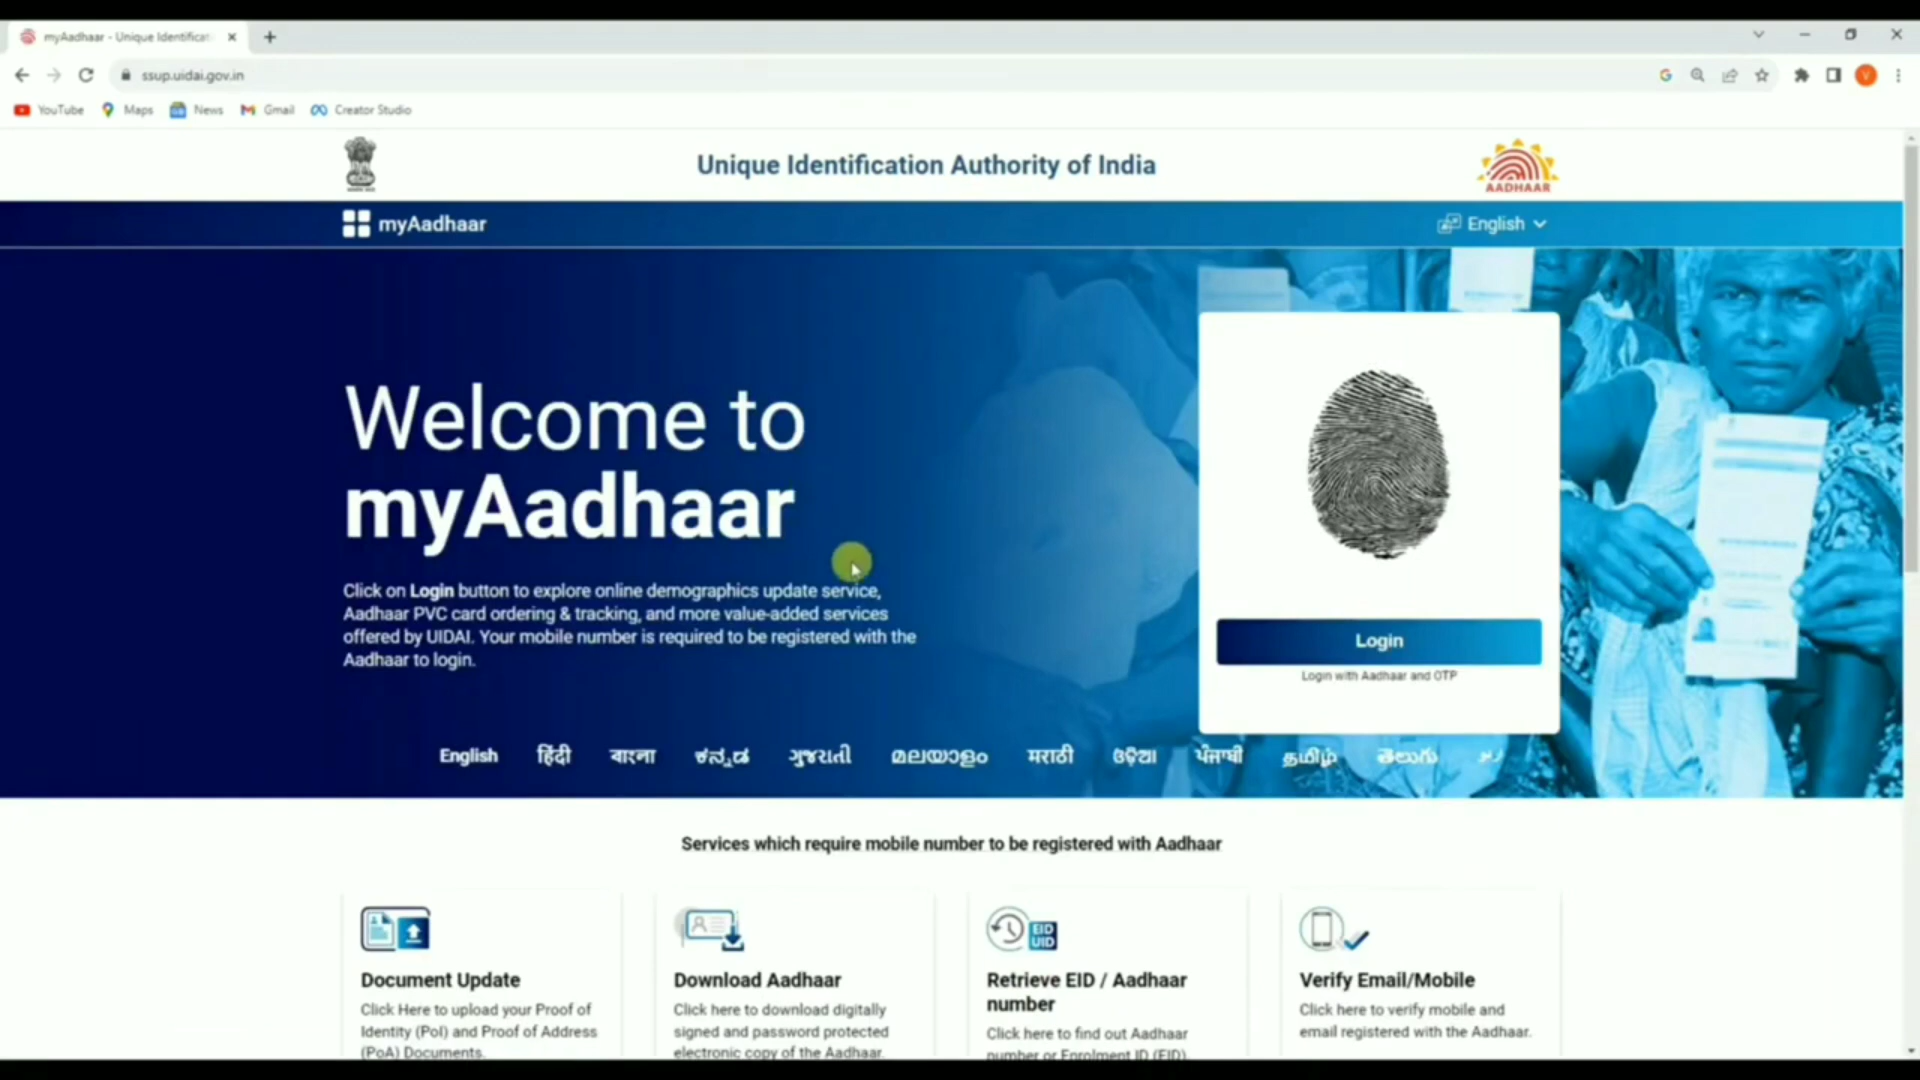 myAadhaar - Unique Identificat
ssup.uidai.gov.in
V
YouTube Maps News Gmail Creator Studio
Unique Identification Authority of India
AADHAAR
myAadhaar
English
Welcome to
myAadhaar
Click on Login button to explore online demographics update service,
Aadhaar PVC card ordering & tracking, and more value-added services
offered by UIDAI. Your mobile number is required to be registered with the
Aadhaar to login.
Login
Login with Aadhaar and OTP
English हिंदी বাংলা ಕನ್ನಡ ગુજરાતી മലയാളം मराठी ଓଡ଼ିଆ ਪੰਜਾਬੀ தமிழ் తెలుగు
Services which require mobile number to be registered with Aadhaar
Document Update
Click Here to upload your Proof of
Identity (PoI) and Proof of Address
(PoA) Documents.
Download Aadhaar
Click here to download digitally
signed and password protected
electronic copy of the Aadhaar.
EID
UID
Retrieve EID / Aadhaar
number
Click here to find out Aadhaar
number or Enrolment ID (EID)
Verify Email/Mobile
Click here to verify mobile and
email registered with the Aadhaar.